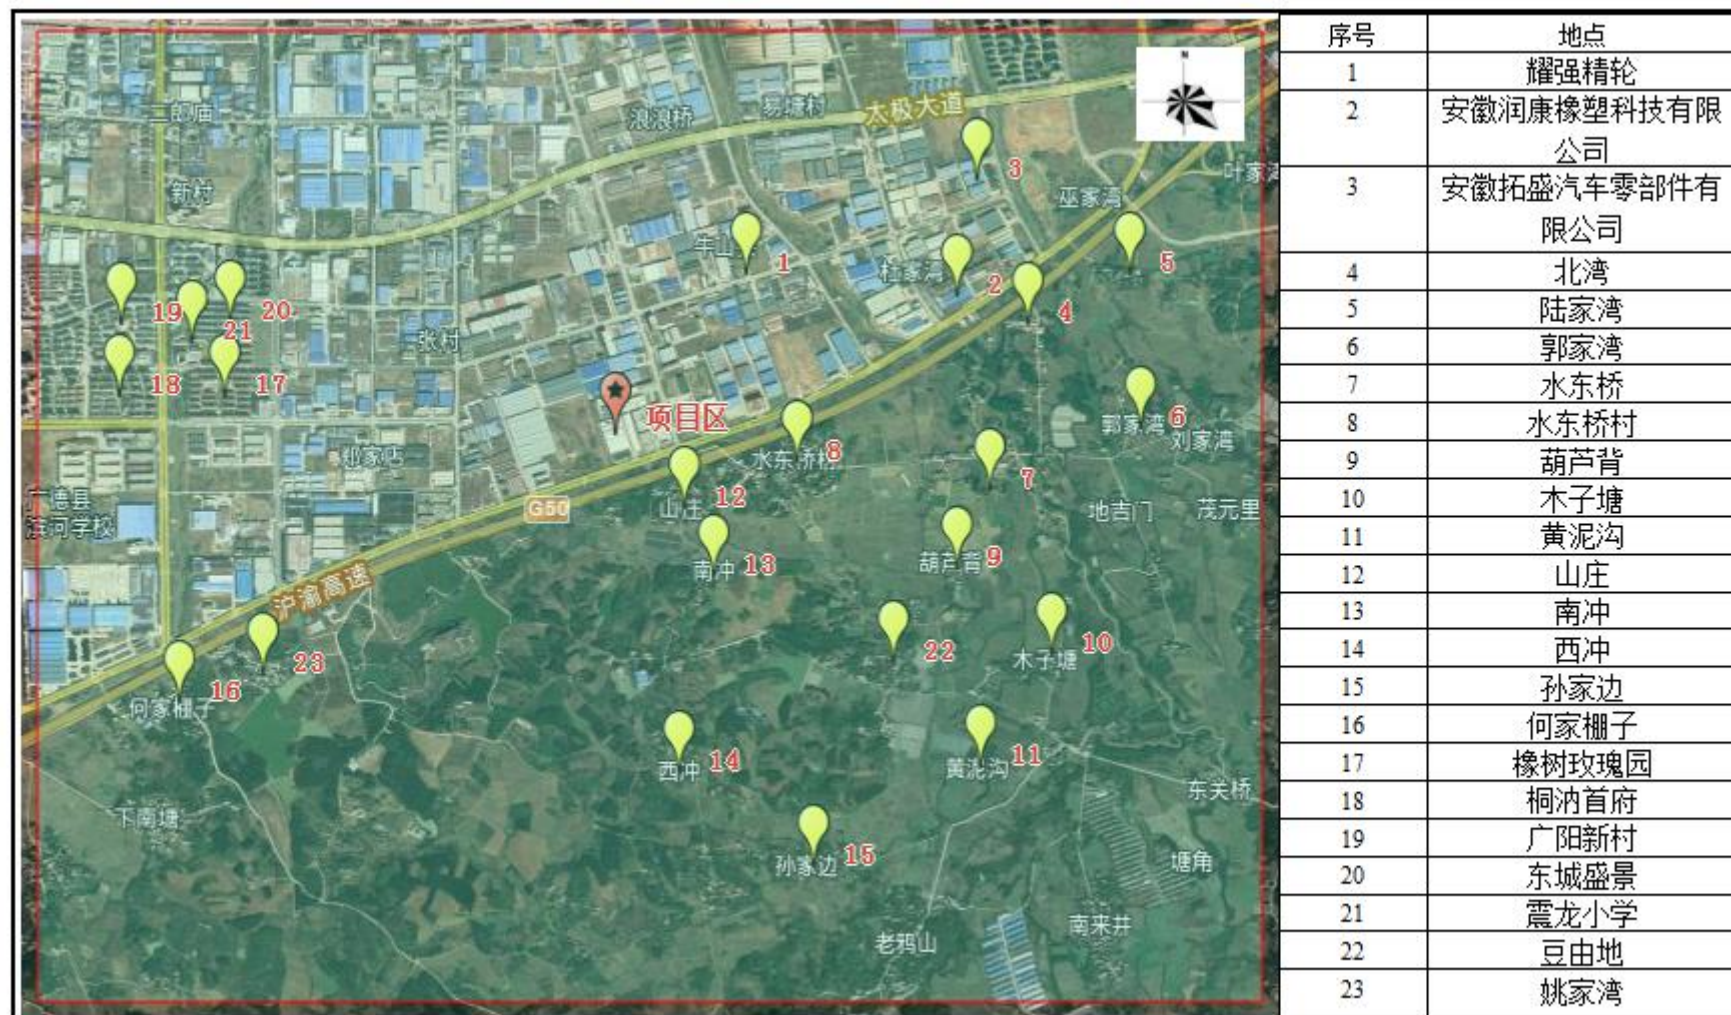 N
二郎庙
浪浪桥
易塘村
太极大道
3
叶家湾
新村
巫家湾
牛山
1
杜家湾
2
5
19
21
20
4
张村
18
17
项目区
郭家湾
6
刘家湾
郑家店
水东桥村
8
7
广德县
滨河学校
G50
山庄
12
地吉门
茂元里
南冲
13
葫芦背
9
沪渝高速
23
22
木子塘
10
何家棚子
16
西冲
14
黄泥沟
11
东关桥
下南塘
孙家边
15
塘角
南来井
老鸦山
序号 地点
1 耀强精轮
2 安徽润康橡塑科技有限
公司
3 安徽拓盛汽车零部件有
限公司
4 北湾
5 陆家湾
6 郭家湾
7 水东桥
8 水东桥村
9 葫芦背
10 木子塘
11 黄泥沟
12 山庄
13 南冲
14 西冲
15 孙家边
16 何家棚子
17 橡树玫瑰园
18 桐汭首府
19 广阳新村
20 东城盛景
21 震龙小学
22 豆由地
23 姚家湾